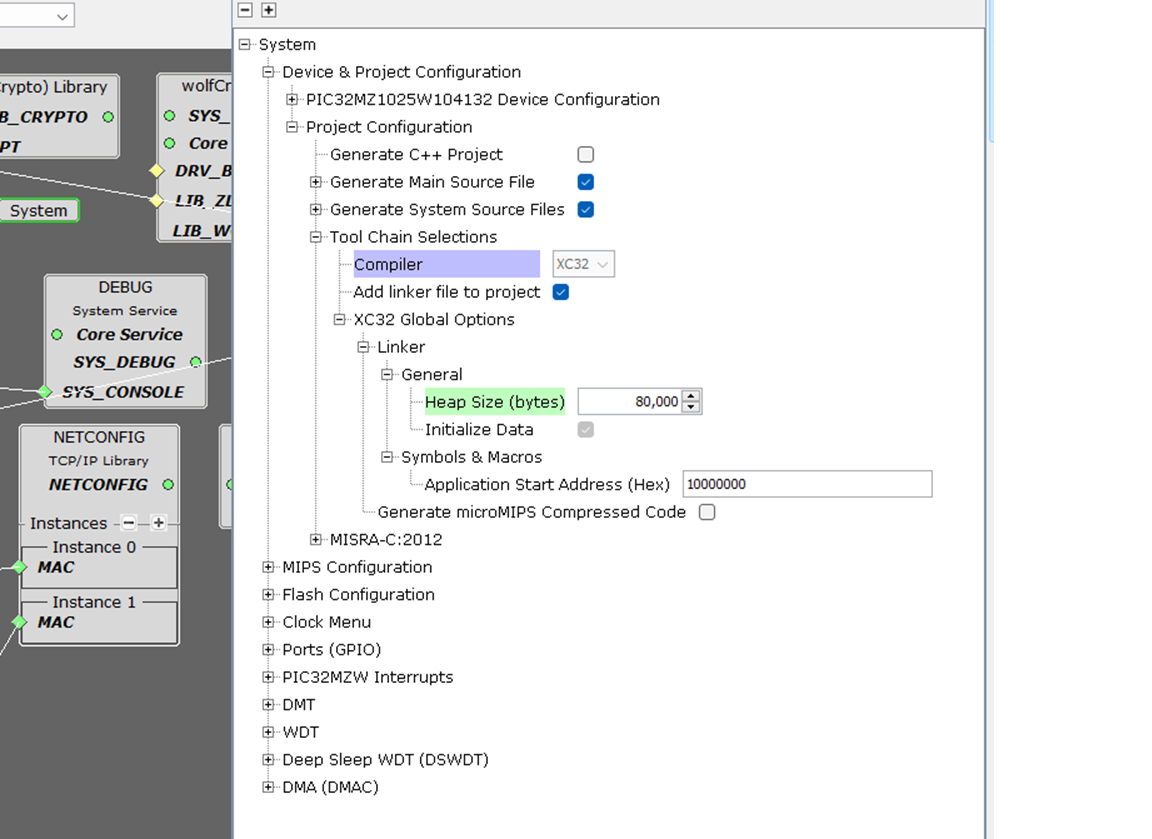 rypto) Library
B_CRYPTO
PT
wolfCr
SYS_
Core
DRV_B
LIB_ZL
LIB_W
System
DEBUG
System Service
Core Service
SYS_DEBUG
SYS_CONSOLE
NETCONFIG
TCP/IP Library
NETCONFIG
Instances
Instance 0
MAC
Instance 1
MAC
System
Device & Project Configuration
PIC32MZ1025W104132 Device Configuration
Project Configuration
Generate C++ Project
Generate Main Source File
Generate System Source Files
Tool Chain Selections
Compiler XC32
Add linker file to project
XC32 Global Options
Linker
General
Heap Size (bytes) 80,000
Initialize Data
Symbols & Macros
Application Start Address (Hex) 10000000
Generate microMIPS Compressed Code
MISRA-C:2012
MIPS Configuration
Flash Configuration
Clock Menu
Ports (GPIO)
PIC32MZW Interrupts
DMT
WDT
Deep Sleep WDT (DSWDT)
DMA (DMAC)